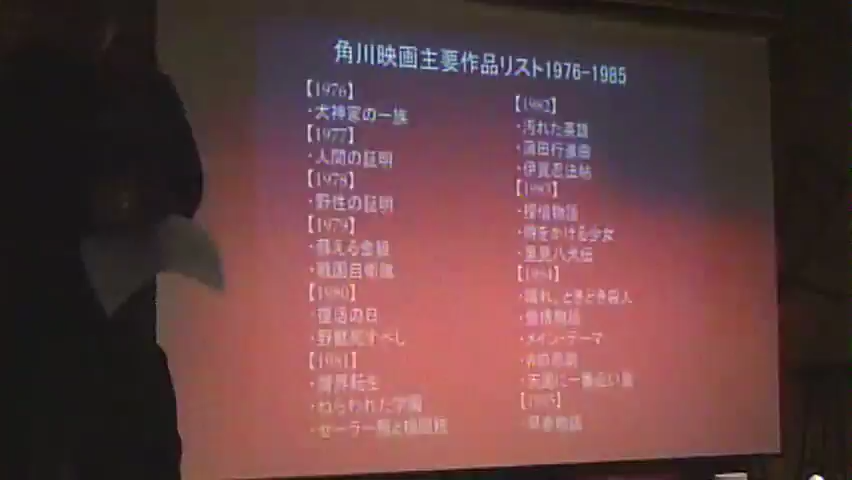 角川映画主要作品リスト1976-1985
【1976】
・犬神家の一族
【1977】
・人間の証明
【1978】
・野性の証明
【1979】
・蘇える金狼
・戦国自衛隊
【1980】
・復活の日
・野獣死すべし
【1981】
・魔界転生
・ねらわれた学園
・セーラー服と機関銃
【1982】
・汚れた英雄
・蒲田行進曲
・伊賀忍法帖
【1983】
・探偵物語
・時をかける少女
・里見八犬伝
【1984】
・晴れ、ときどき殺人
・メイン・テーマ
・天国に一番近い島
【1985】
・早春物語